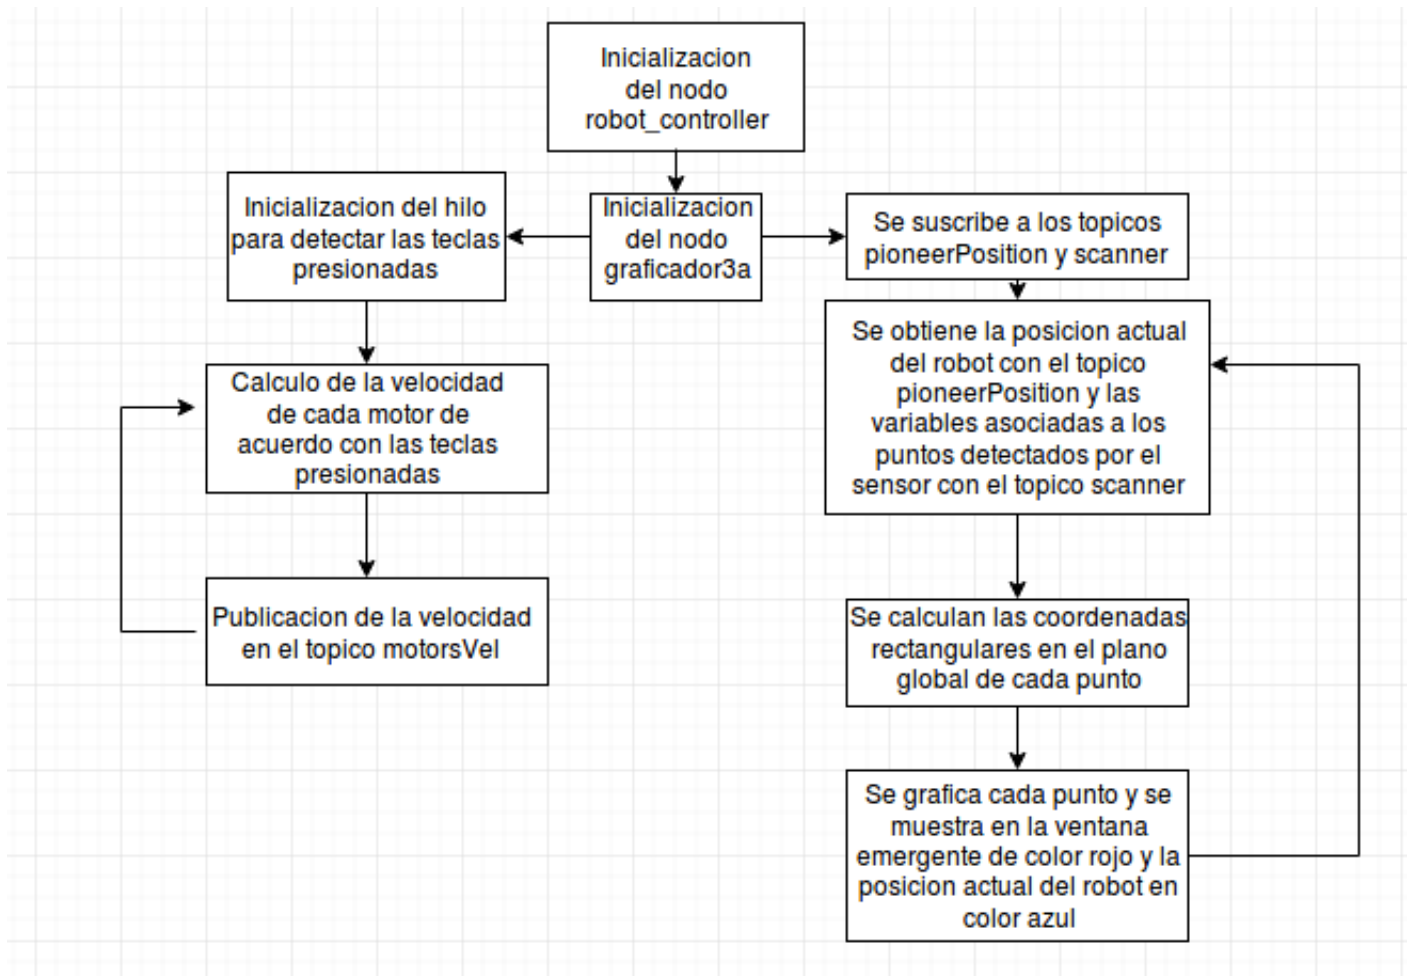 Inicializacion
del nodo
robot_controller
Inicializacion del hilo
para detectar las teclas
presionadas
Inicializacion
del nodo
graficador3a
Se suscribe a los topicos
pioneerPosition y scanner
Calculo de la velocidad
de cada motor de
acuerdo con las teclas
presionadas
Publicacion de la velocidad
en el topico motorsVel
Se obtiene la posicion actual
del robot con el topico
pioneerPosition y las
variables asociadas a los
puntos detectados por el
sensor con el topico scanner
Se calculan las coordenadas
rectangulares en el plano
global de cada punto
Se grafica cada punto y se
muestra en la ventana
emergente de color rojo y la
posicion actual del robot en
color azul